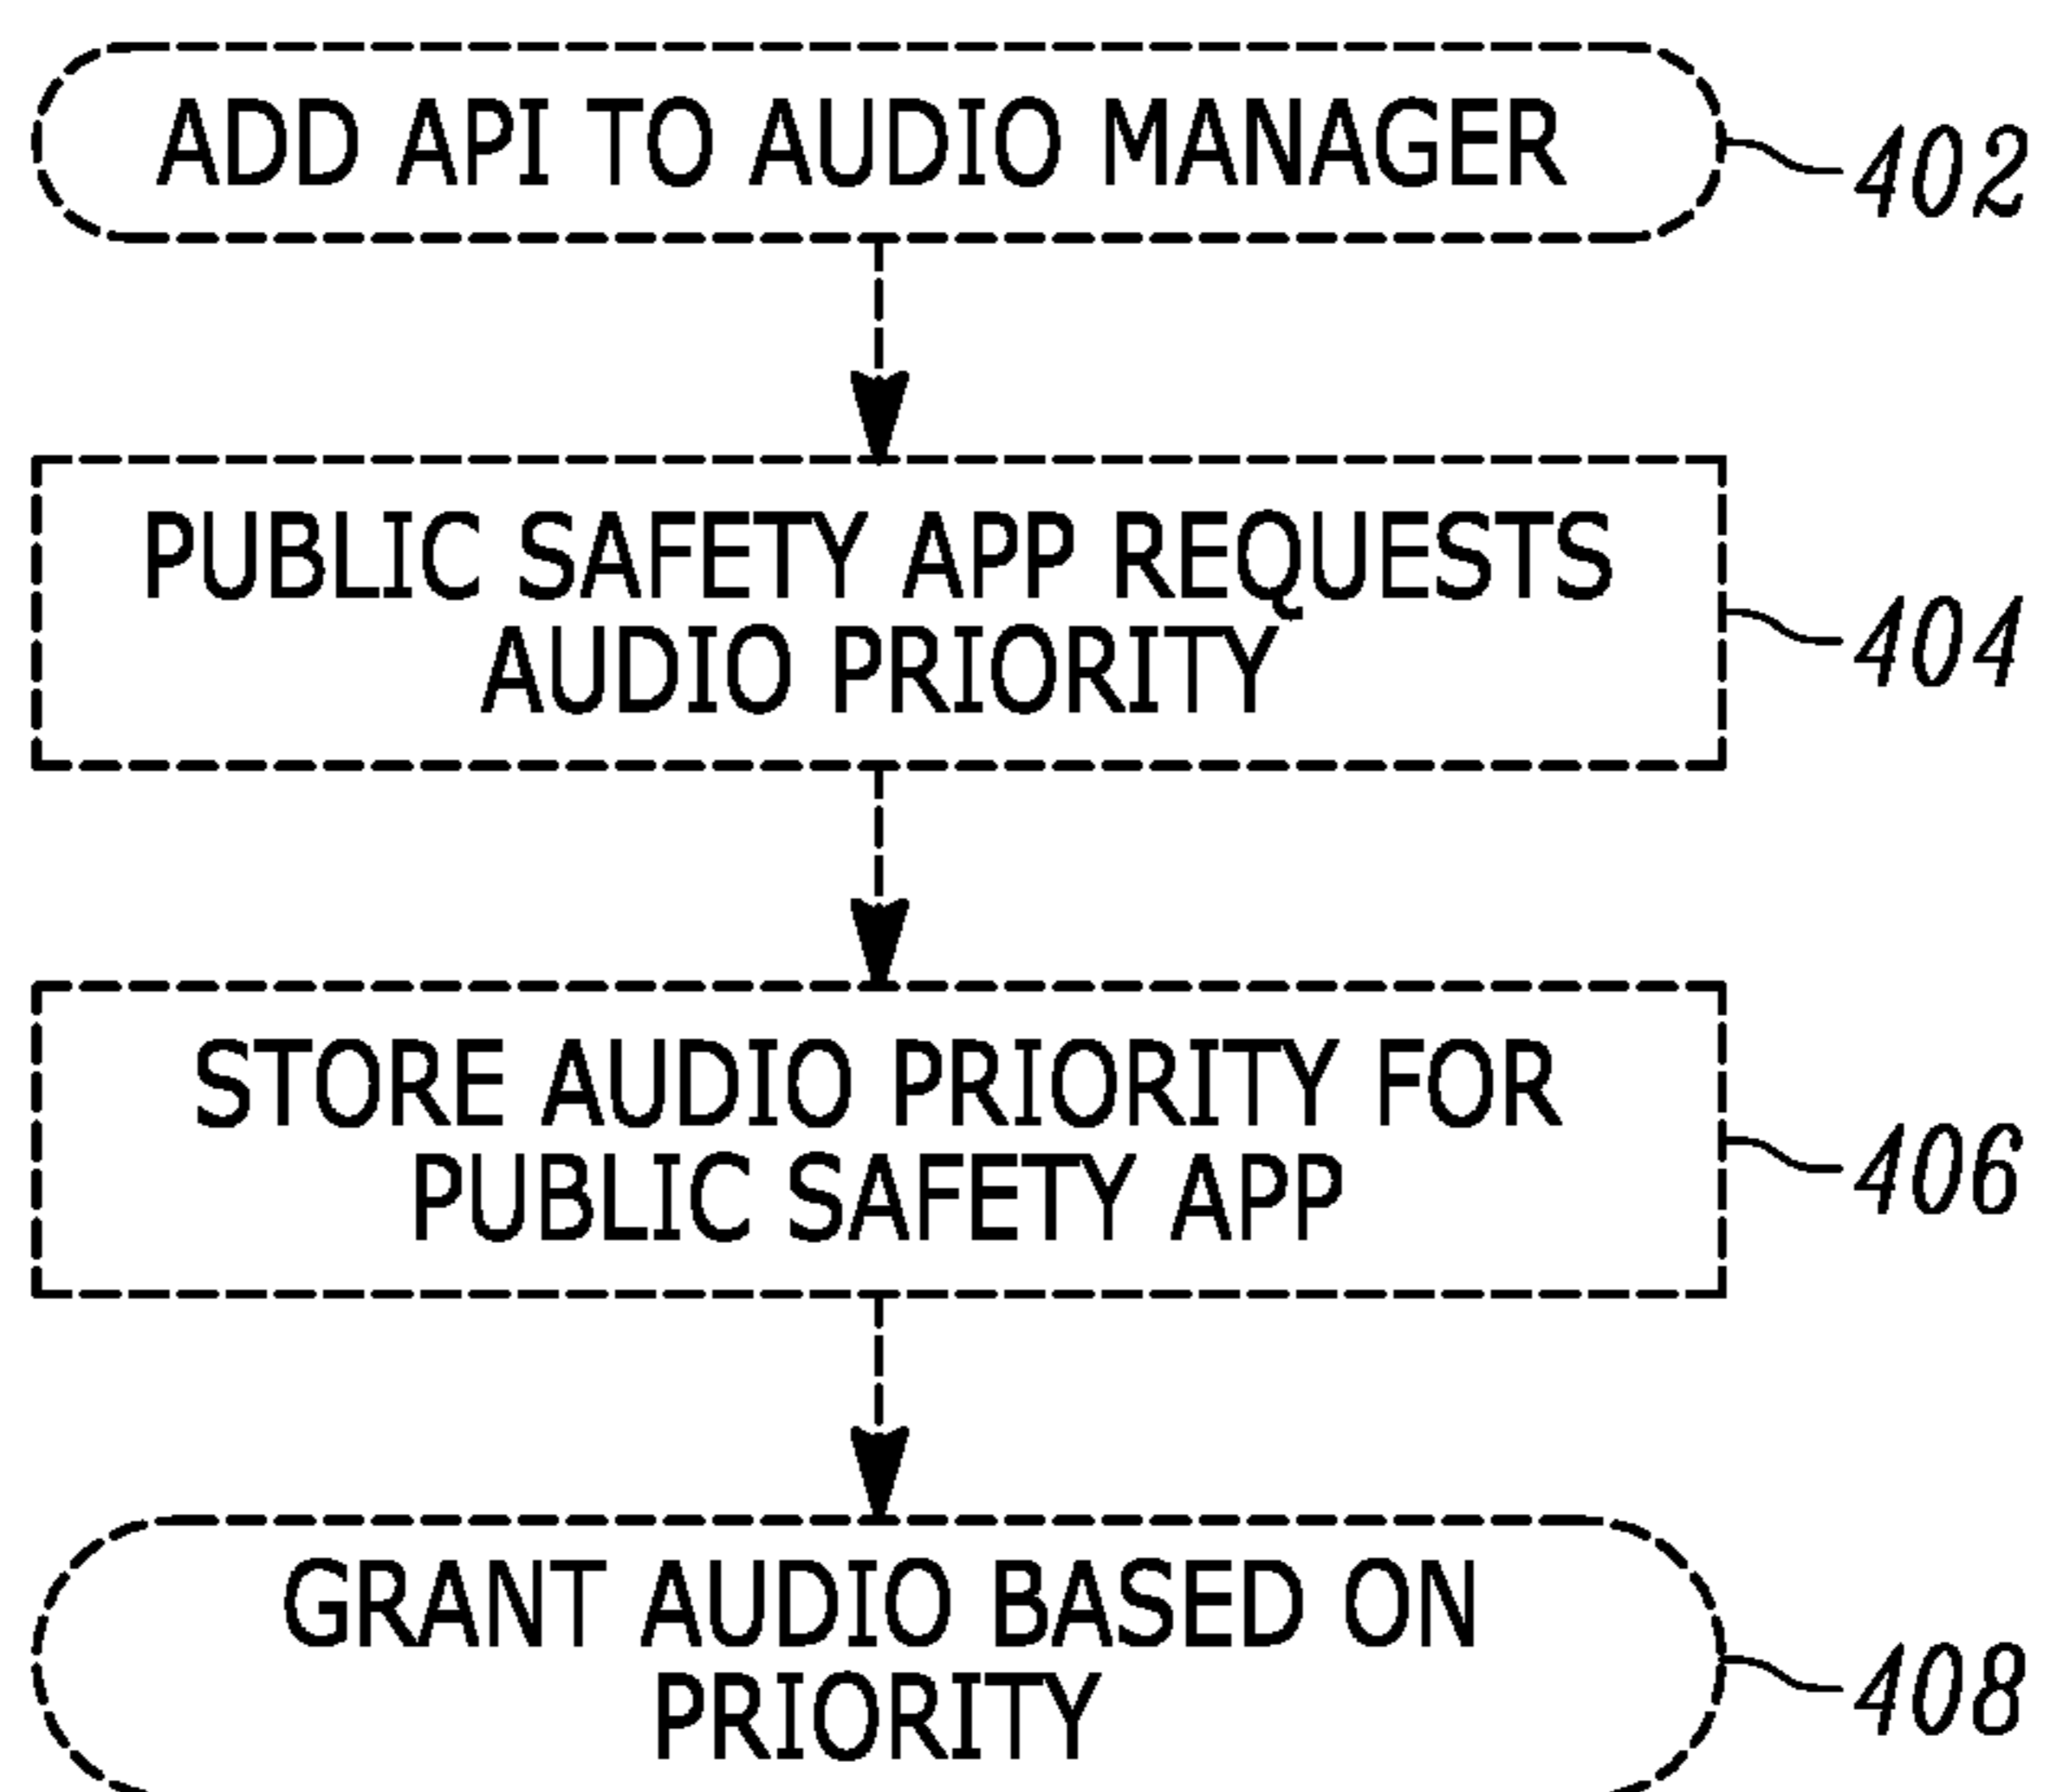 ADD API TO AUDIO MANAGER
402
PUBLIC SAFETY APP REQUESTS
AUDIO PRIORITY
404
STORE AUDIO PRIORITY FOR
PUBLIC SAFETY APP
406
GRANT AUDIO BASED ON
PRIORITY
408